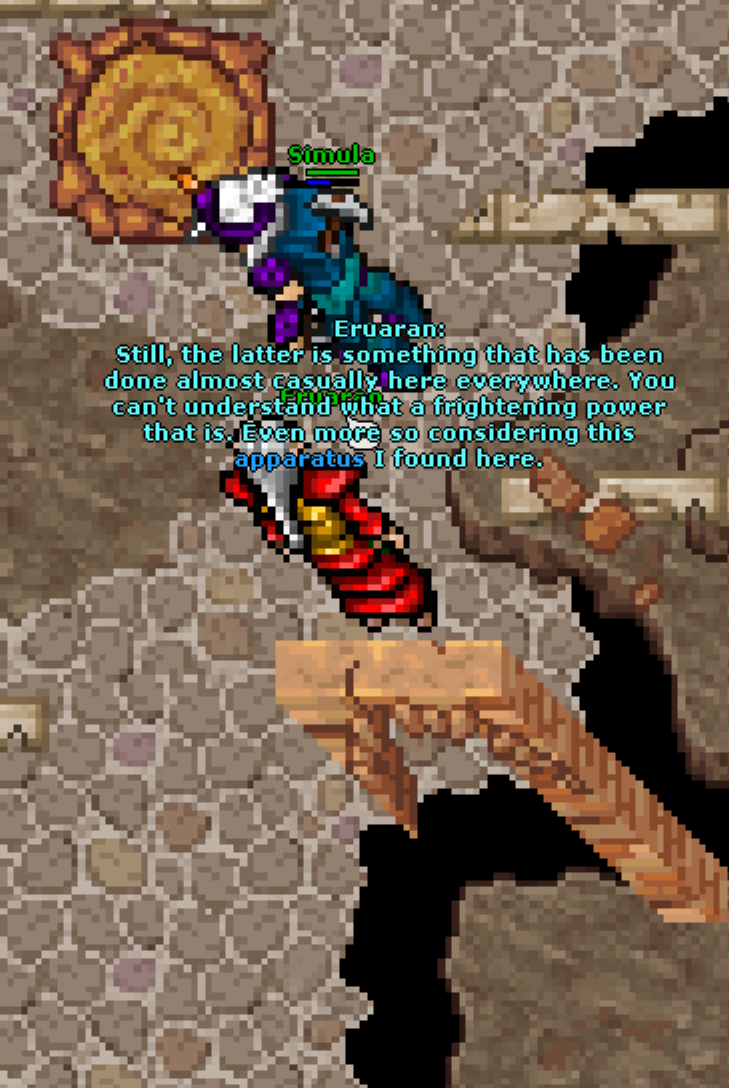 Simula
Eruaran:
Still, the latter is something that has been
done almost casually here everywhere. You
Eruaran
can't understand what a frightening power
that is. Even more so considering this
apparatus I found here.